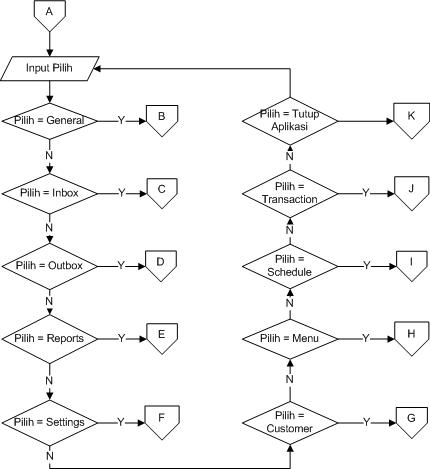 A
Input Pilih
Pilih = General
Y
B
N
Pilih = Inbox
Y
C
N
Pilih = Outbox
Y
D
N
Pilih = Reports
Y
E
N
Pilih = Settings
Y
F
N
Pilih =
Customer
Y
G
N
Pilih = Menu
Y
H
N
Pilih =
Schedule
Y
I
N
Pilih =
Transaction
Y
J
N
Pilih = Tutup
Aplikasi
K